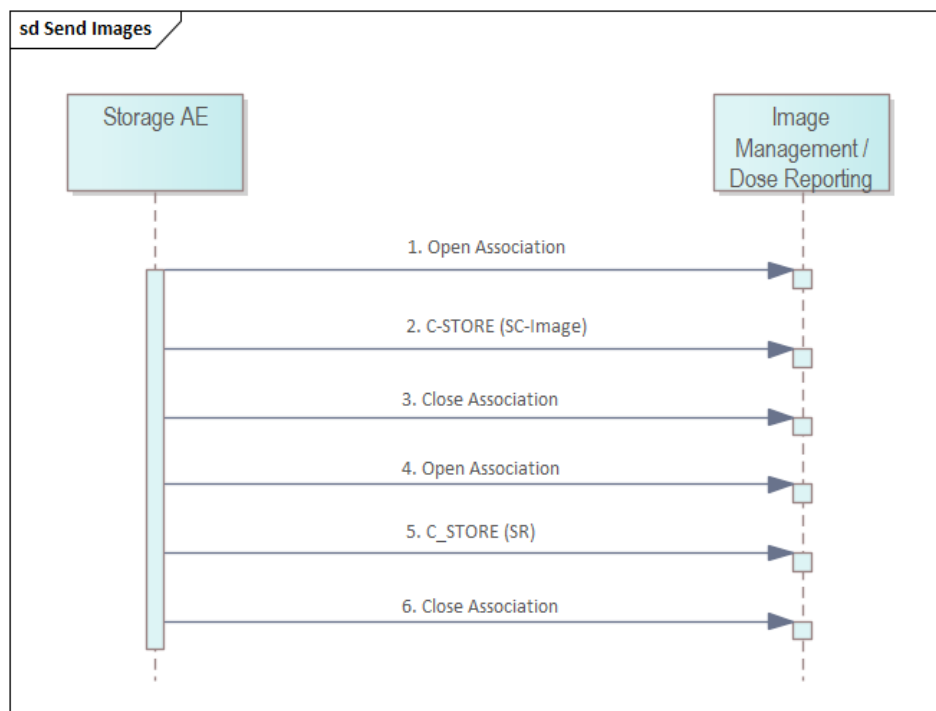 sd Send Images
Storage AE
Image
Management /
Dose Reporting
1. Open Association
2. C-STORE (SC-Image)
3. Close Association
4. Open Association
5. C_STORE (SR)
6. Close Association